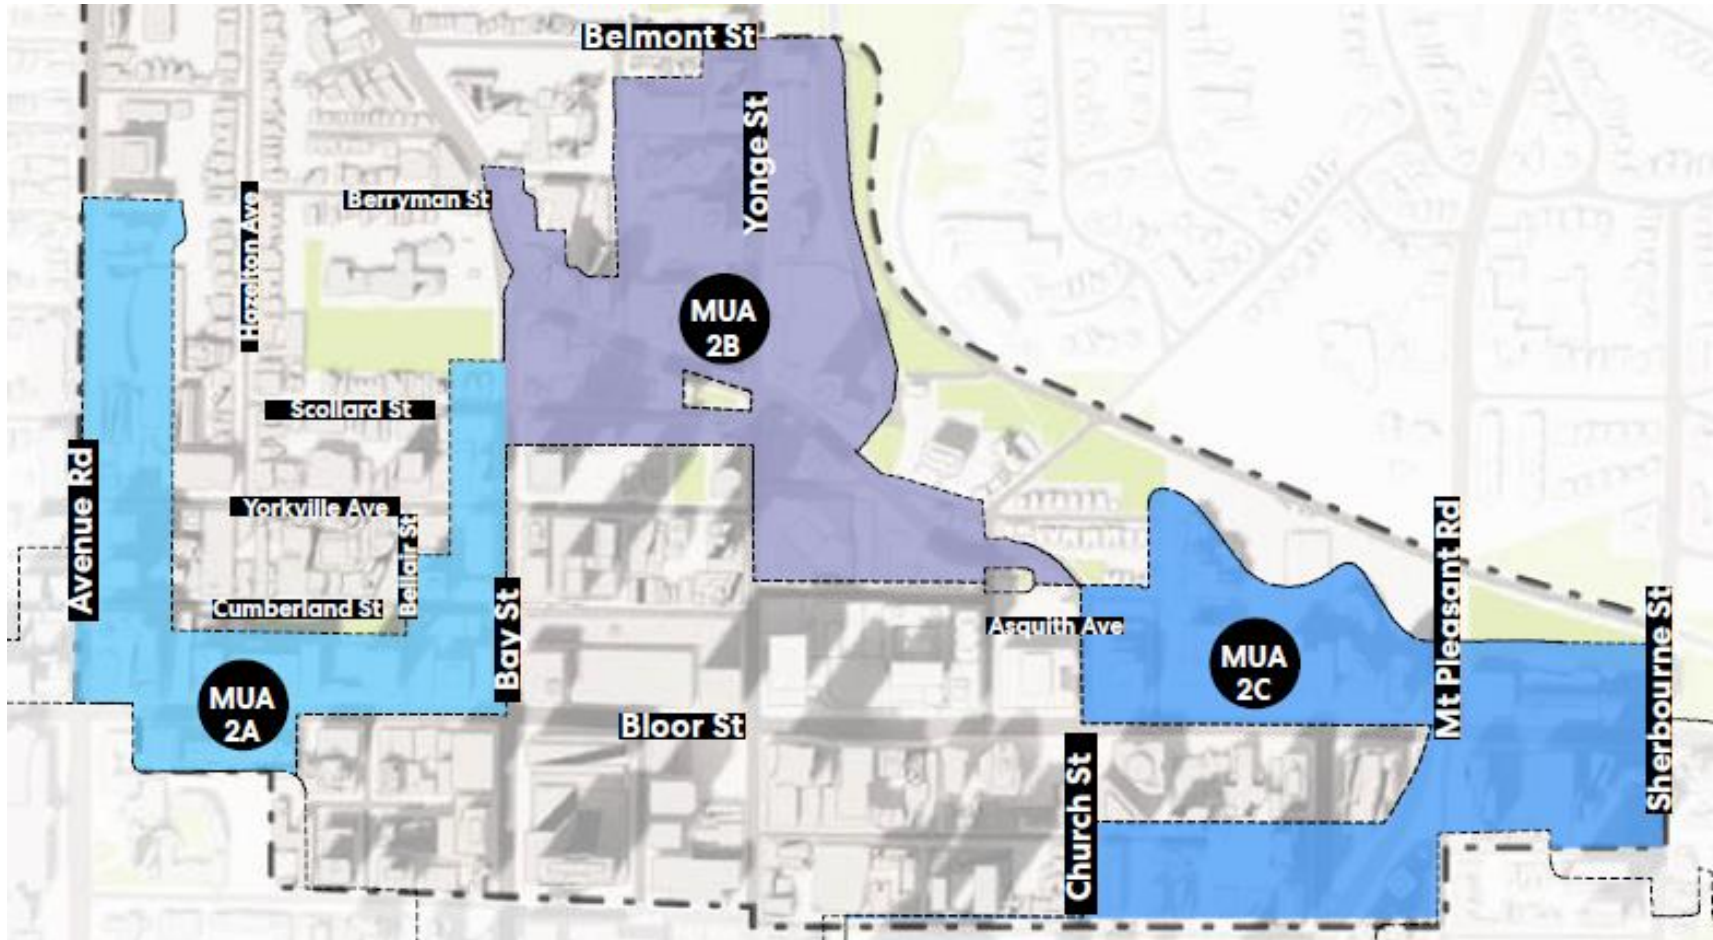 Belmont St
Yonge St
Berryman St
Hazelton Ave
MUA
2B
Scollard St
Avenue Rd
Yorkville Ave
Bellair St
Cumberland St
Bay St
Asquith Ave
MUA
2A
Bloor St
MUA
2C
Mt Pleasant Rd
Sherbourne St
Church St